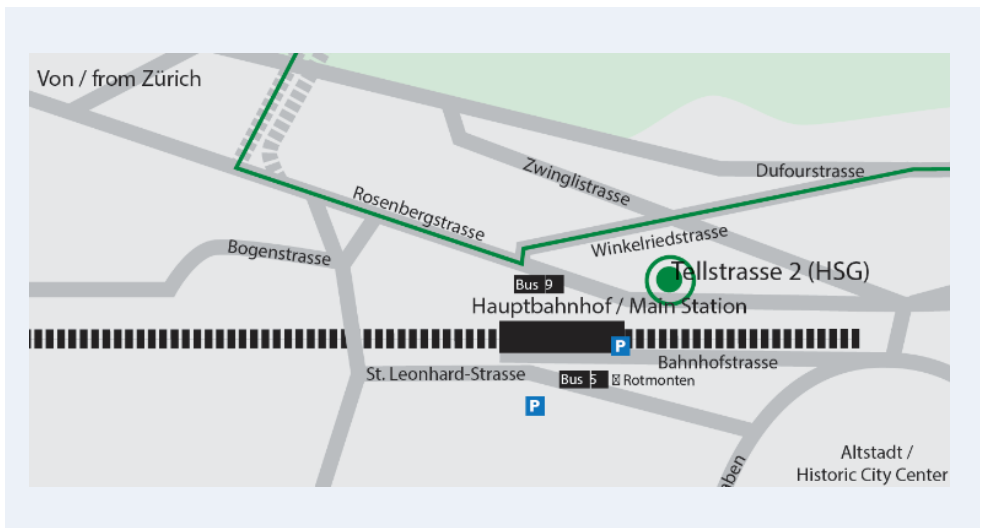 Von / from Zürich
Zwinglistrasse
Dufourstrasse
Rosenbergstrasse
Winkelriedstrasse
Bogenstrasse
Tellstrasse 2 (HSG)
Bus 9
Hauptbahnhof / Main Station
P
Bahnhofstrasse
St. Leonhard-Strasse
Bus 5 Rotmonten
P
Altstadt /
Historic City Center
aben